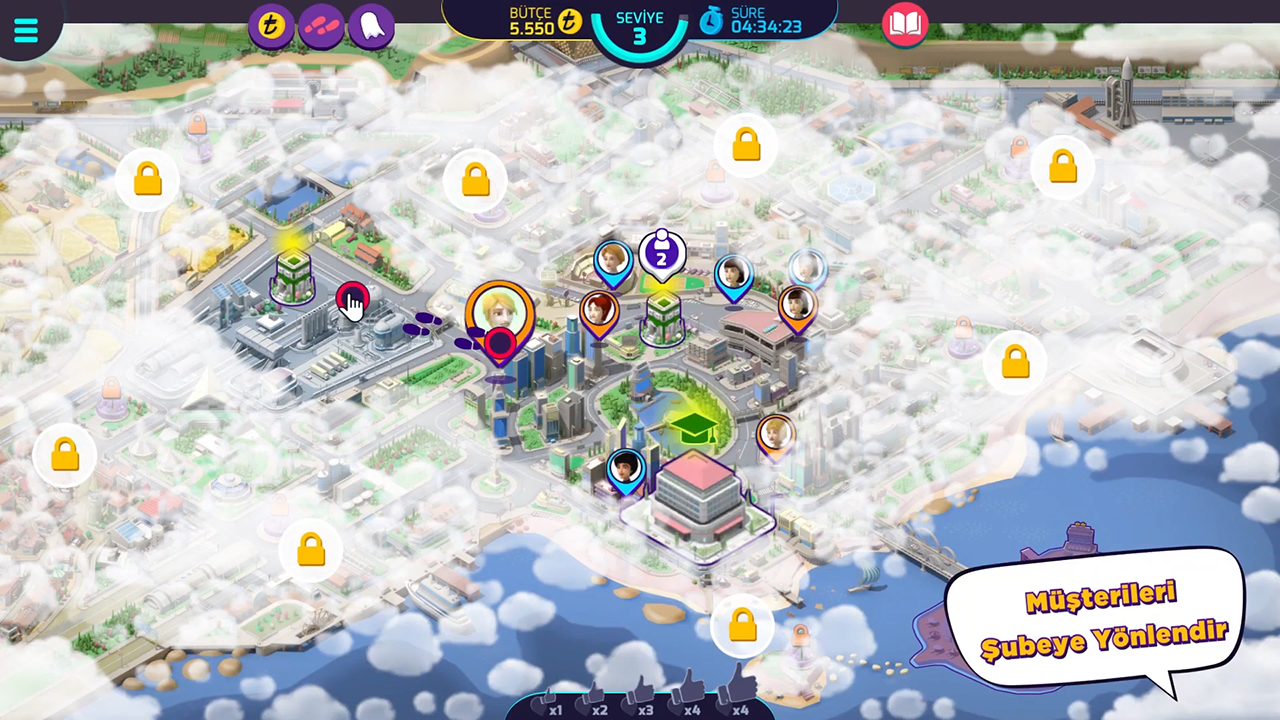 BÜTÇE
5.550
SEVİYE
3
SÜRE
04:34:23
2
Müşterileri
Şubeye Yönlendir
x1
x2
x3
x4
x4